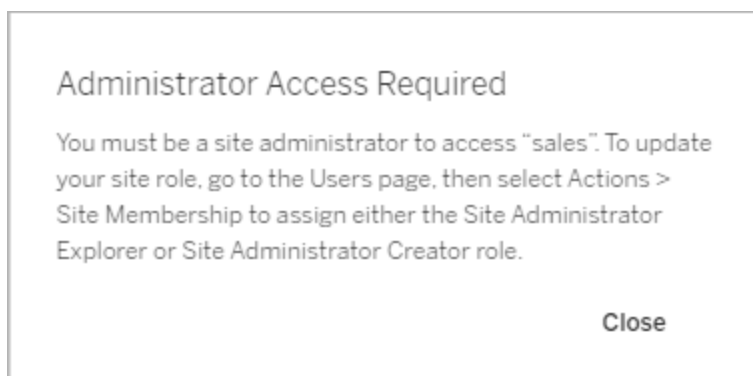 Administrator Access Required
You must be a site administrator to access “sales”. To update
your site role, go to the Users page, then select Actions >
Site Membership to assign either the Site Administrator
Explorer or Site Administrator Creator role.
Close